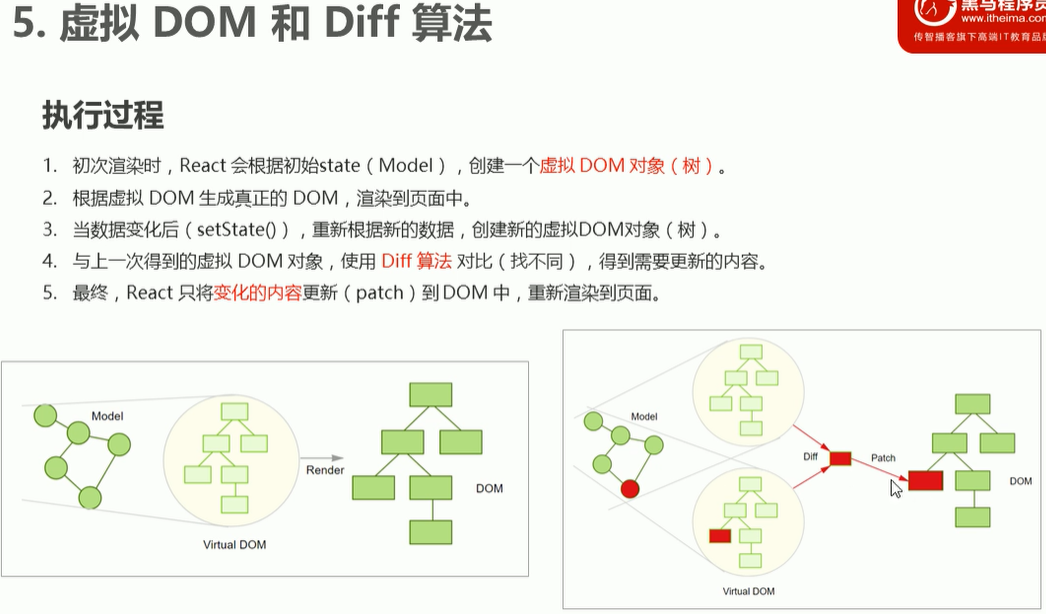 5. 虚拟 DOM 和 Diff 算法
黑马程序员
www.itheima.com
传智播客旗下高端IT教育品牌
执行过程
1. 初次渲染时，React 会根据初始state（Model），创建一个虚拟 DOM 对象（树）。
2. 根据虚拟 DOM 生成真正的 DOM，渲染到页面中。
3. 当数据变化后（setState()），重新根据新的数据，创建新的虚拟DOM对象（树）。
4. 与上一次得到的虚拟 DOM 对象，使用 Diff 算法 对比（找不同），得到需要更新的内容。
5. 最终，React 只将变化的内容更新（patch）到DOM 中，重新渲染到页面。
Model
Render
DOM
Virtual DOM
Model
Diff
Patch
DOM
Virtual DOM